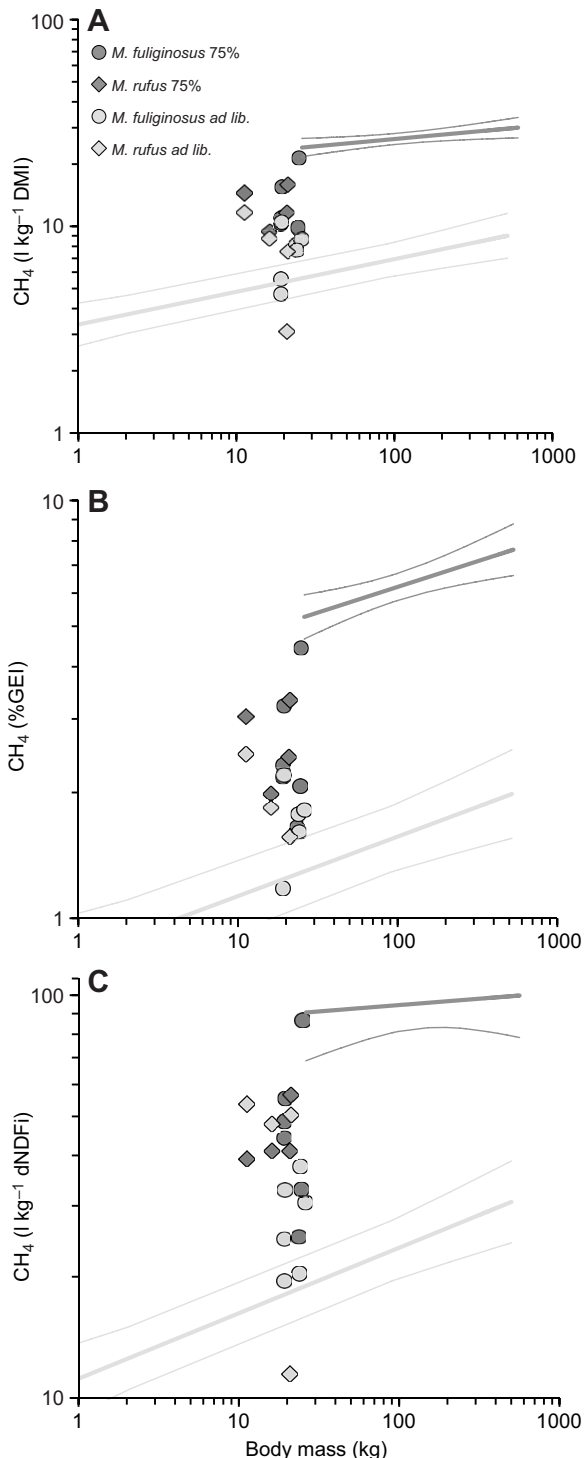 A
100
M. fuliginosus 75%
M. rufus 75%
M. fuliginosus ad lib.
M. rufus ad lib.
CH4 (l kg−1 DMI)
10
1
1 10 100 1000
B
10
CH4 (%GEI)
1
1 10 100 1000
C
100
CH4 (l kg−1 dNDFi)
10
1 10 100 1000
Body mass (kg)